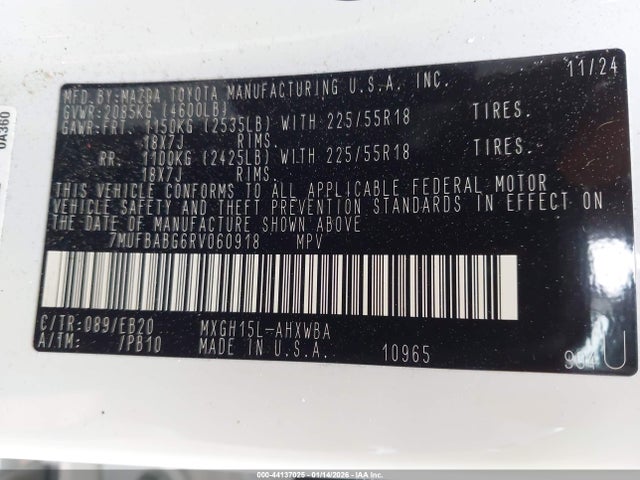 MFD.BY:MAZDA TOYOTA MANUFACTURING U.S.A. INC. 11/24
GVWR:2085KG (4600LB)
GAWR:FRT. 1150KG (2535LB) WITH 225/55R18 TIRES.
18X7J RIMS.
RR. 1100KG (2425LB) WITH 225/55R18 TIRES.
18X7J RIMS.
THIS VEHICLE CONFORMS TO ALL APPLICABLE FEDERAL MOTOR
VEHICLE SAFETY AND THEFT PREVENTION STANDARDS IN EFFECT ON
THE DATE OF MANUFACTURE SHOWN ABOVE
7MUFBABG6RV060918 MPV
C/TR:089/EB20 MXGH15L-AHXWBA
A/TM: /PB10 MADE IN U.S.A. 10965 U
0A360
000-44137025 - 01/14/2026 - IAA Inc.